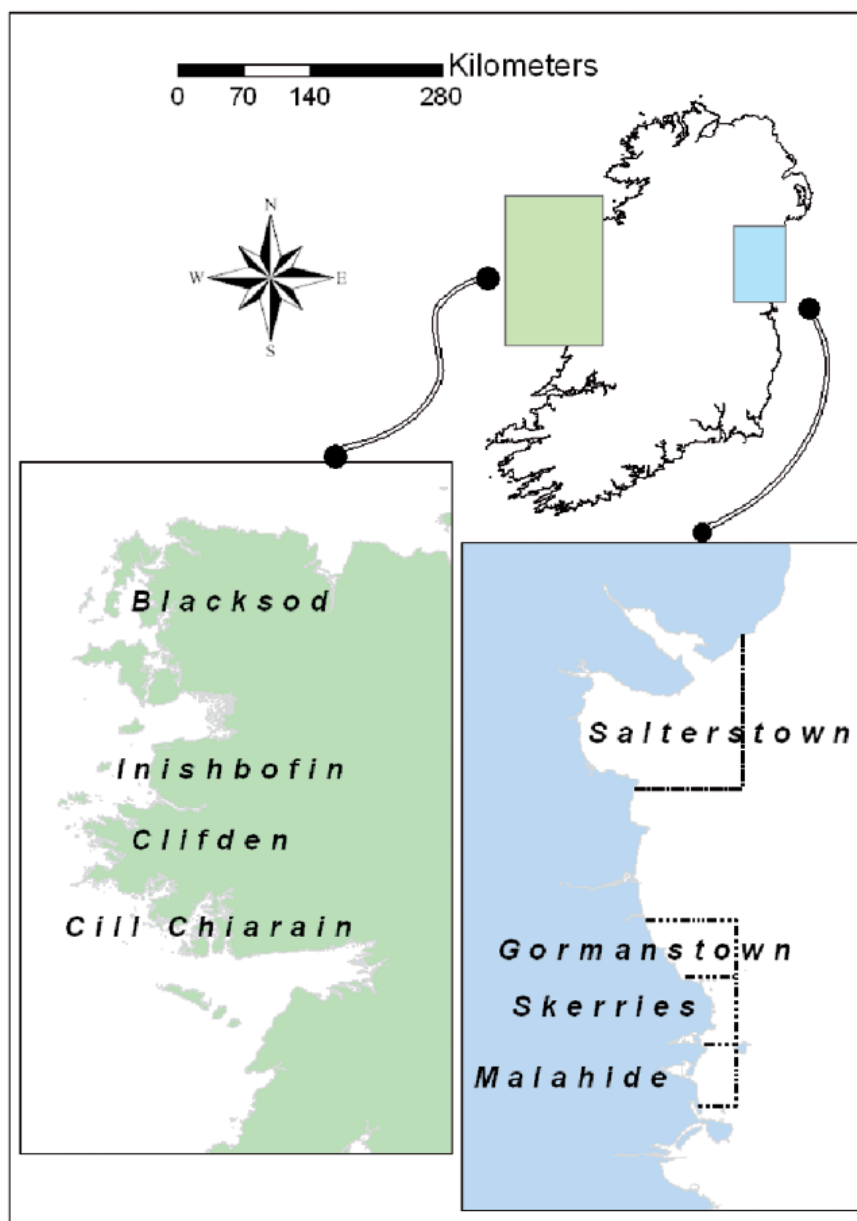 Kilometers
0 70 140 280
N
W E
S
Blacksod
Inishbofin
Clifden
Cill Chiarain
Salterstown
Gormanstown
Skerries
Malahide